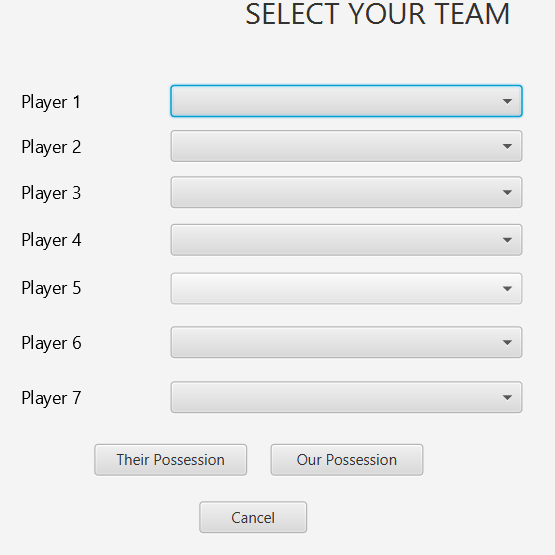 SELECT YOUR TEAM
Player 1
Player 2
Player 3
Player 4
Player 5
Player 6
Player 7
Their Possession
Our Possession
Cancel